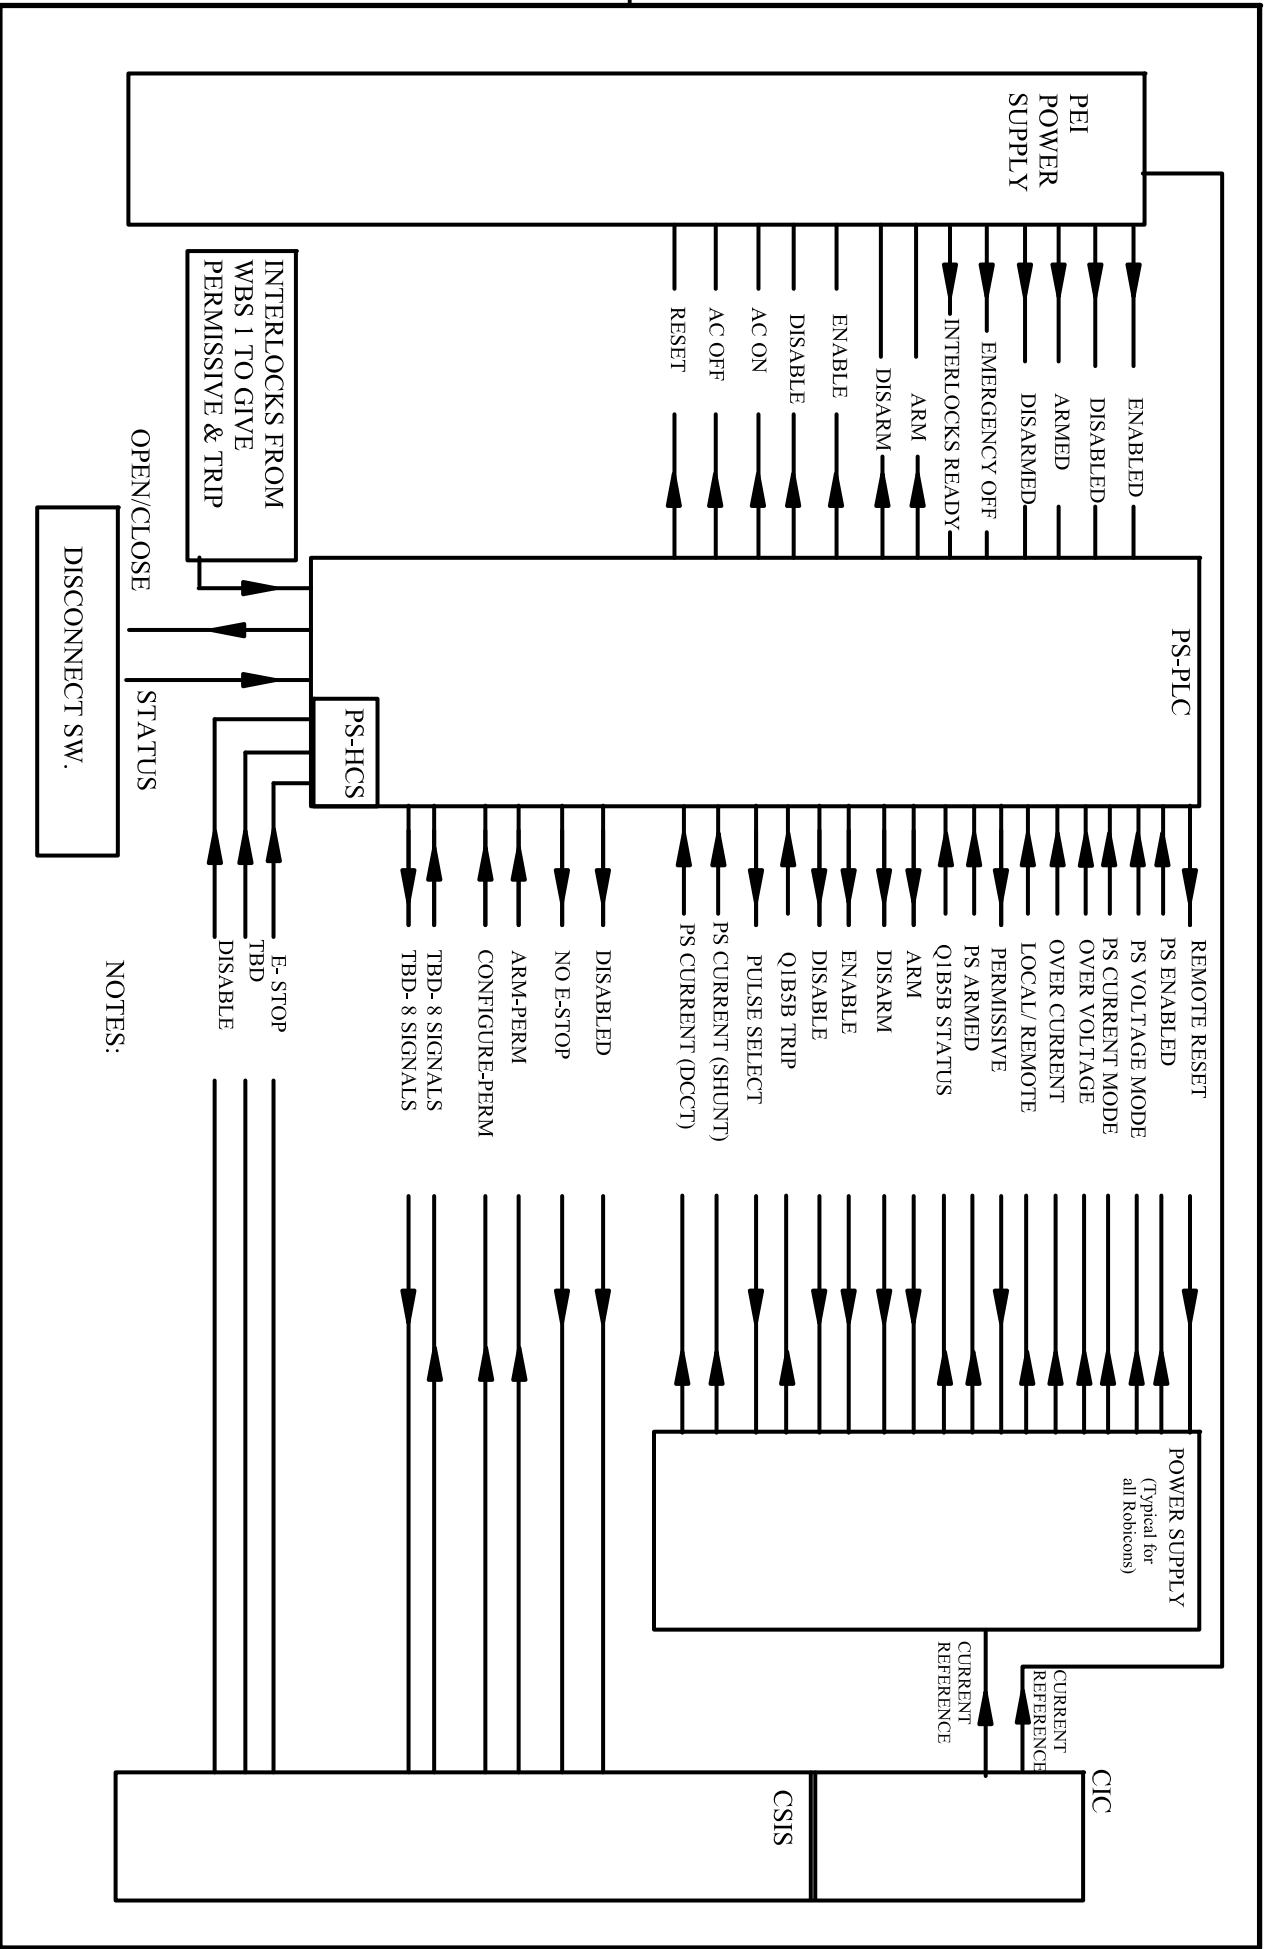 PEI
POWER
SUPPLY
ENABLED
DISABLED
ARMED
DISARMED
EMERGENCY OFF
INTERLOCKS READY
ARM
DISARM
ENABLE
DISABLE
AC ON
AC OFF
RESET
INTERLOCKS FROM
WBS 1 TO GIVE
PERMISSIVE & TRIP
OPEN/CLOSE
STATUS
DISCONNECT SW.
PS-PLC
PS-HCS
REMOTE RESET
PS ENABLED
PS VOLTAGE MODE
PS CURRENT MODE
OVER VOLTAGE
OVER CURRENT
LOCAL/ REMOTE
PERMISSIVE
PS ARMED
Q1B5B STATUS
ARM
DISARM
ENABLE
DISABLE
Q1B5B TRIP
PULSE SELECT
PS CURRENT (SHUNT)
PS CURRENT (DCCT)
DISABLED
NO E-STOP
ARM-PERM
CONFIGURE-PERM
TBD- 8 SIGNALS
TBD- 8 SIGNALS
E- STOP
TBD
DISABLE
NOTES:
POWER SUPPLY
(Typical for
all Robicons)
CURRENT
REFERENCE
CURRENT
REFERENCE
CIC
CSIS